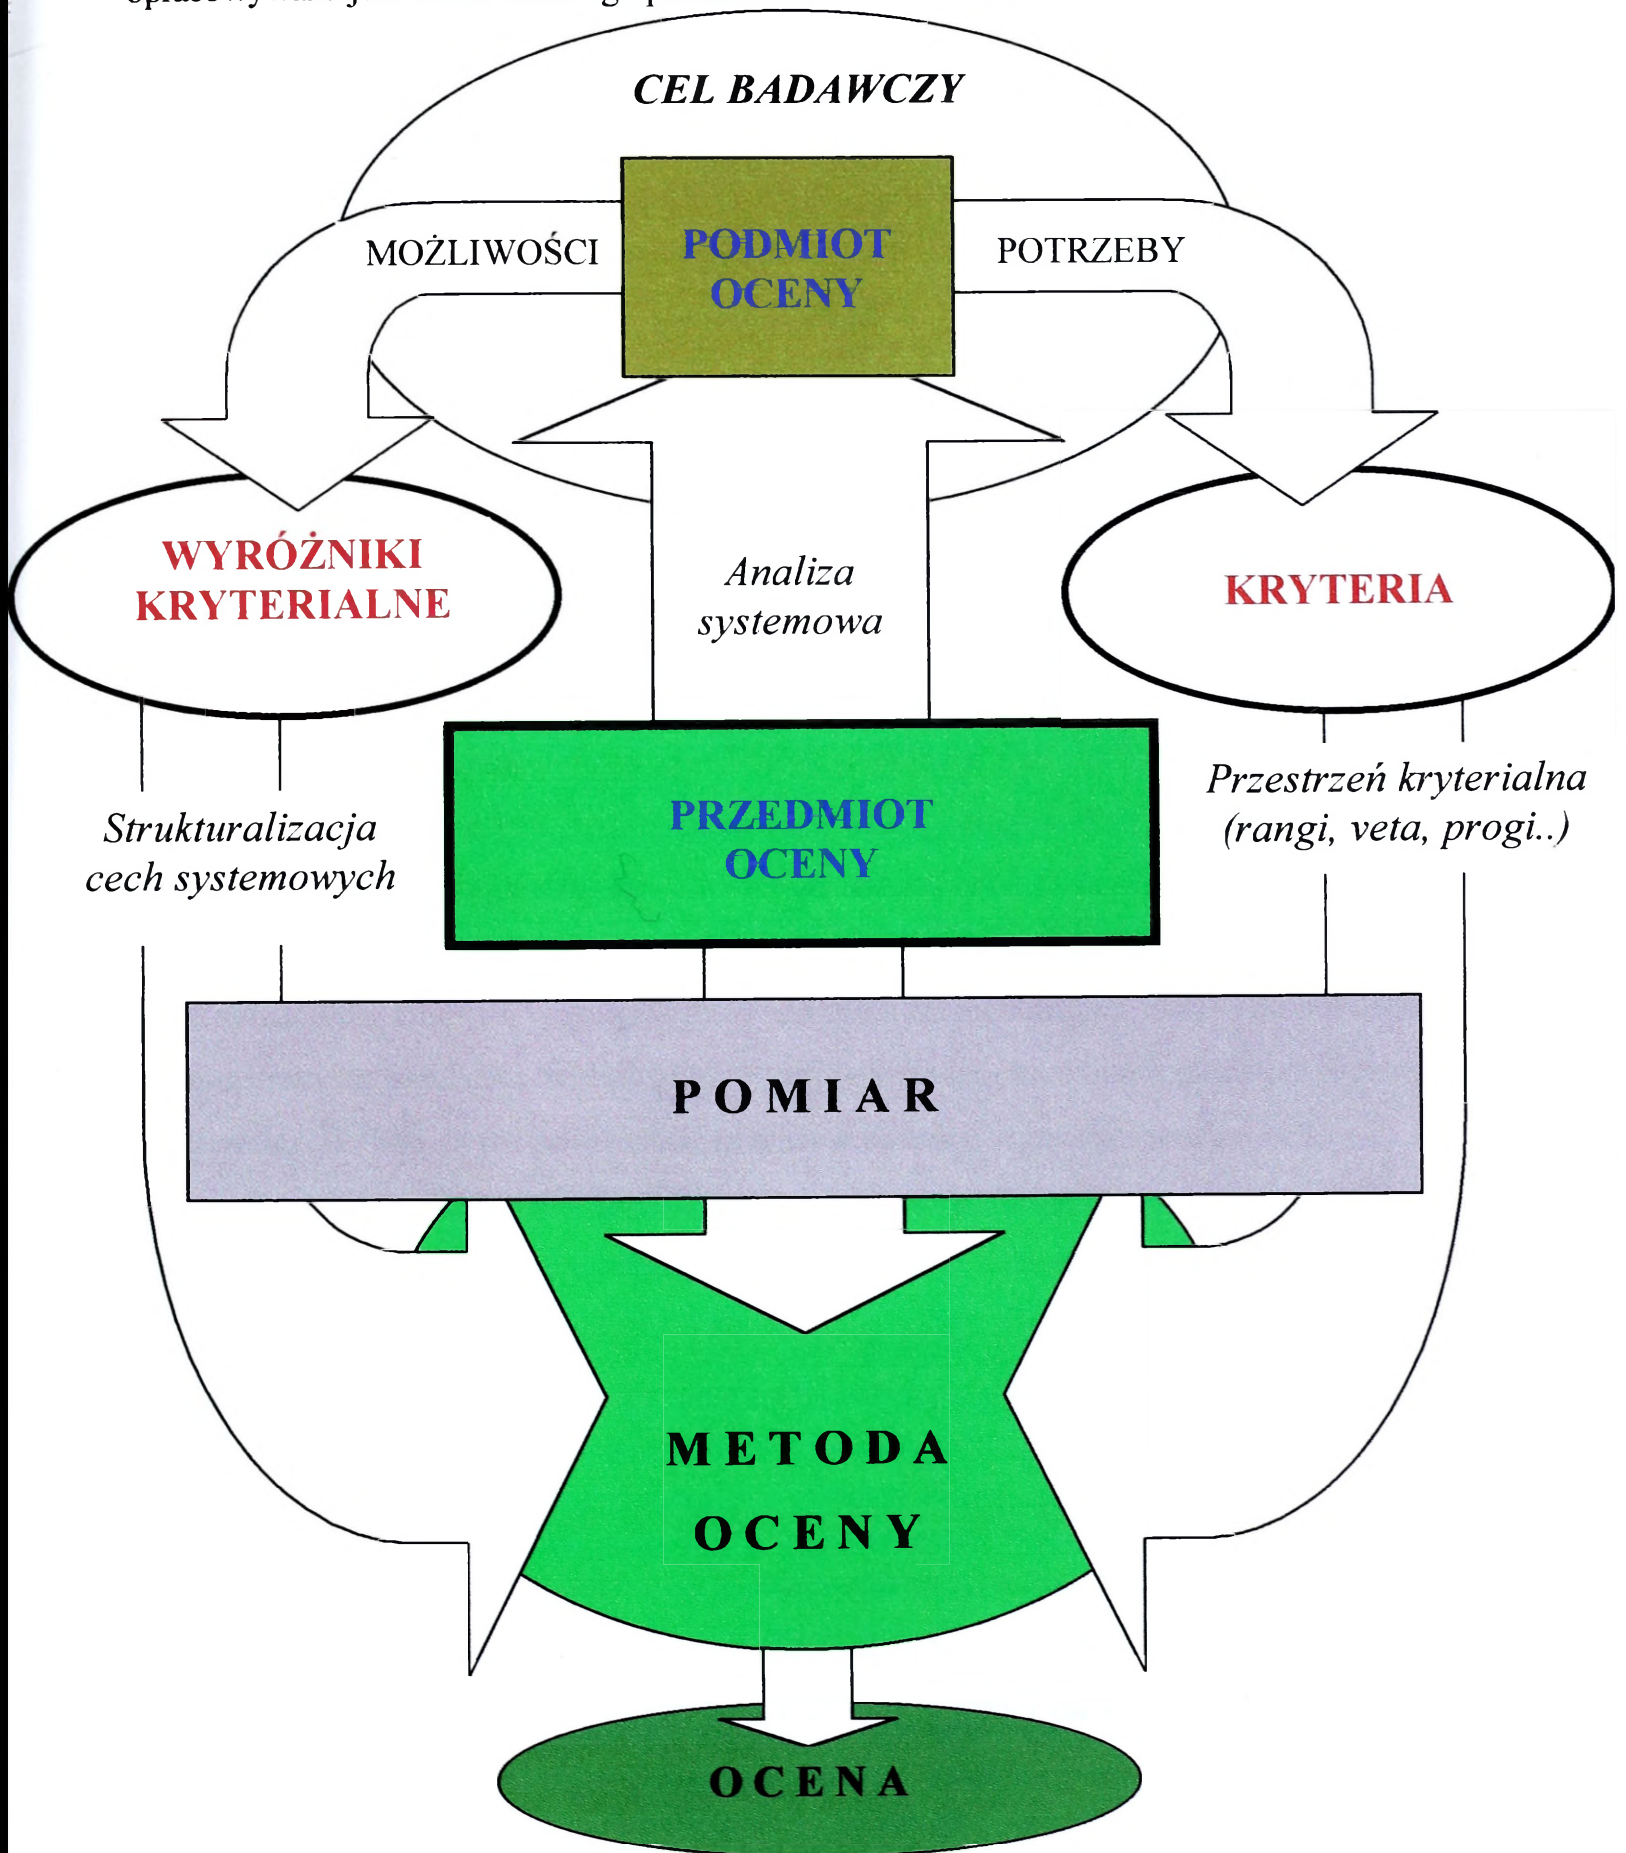 CEL BADAWCZY
MOŻLIWOŚCI
PODMIOT
OCENY
POTRZEBY
WYRÓŻNIKI
KRYTERIALNE
Analiza
systemowa
KRYTERIA
Strukturalizacja
cech systemowych
PRZEDMIOT
OCENY
Przestrzeń kryterialna
(rangi, veta, progi..)
POMIAR
METODA
OCENY
OCENA